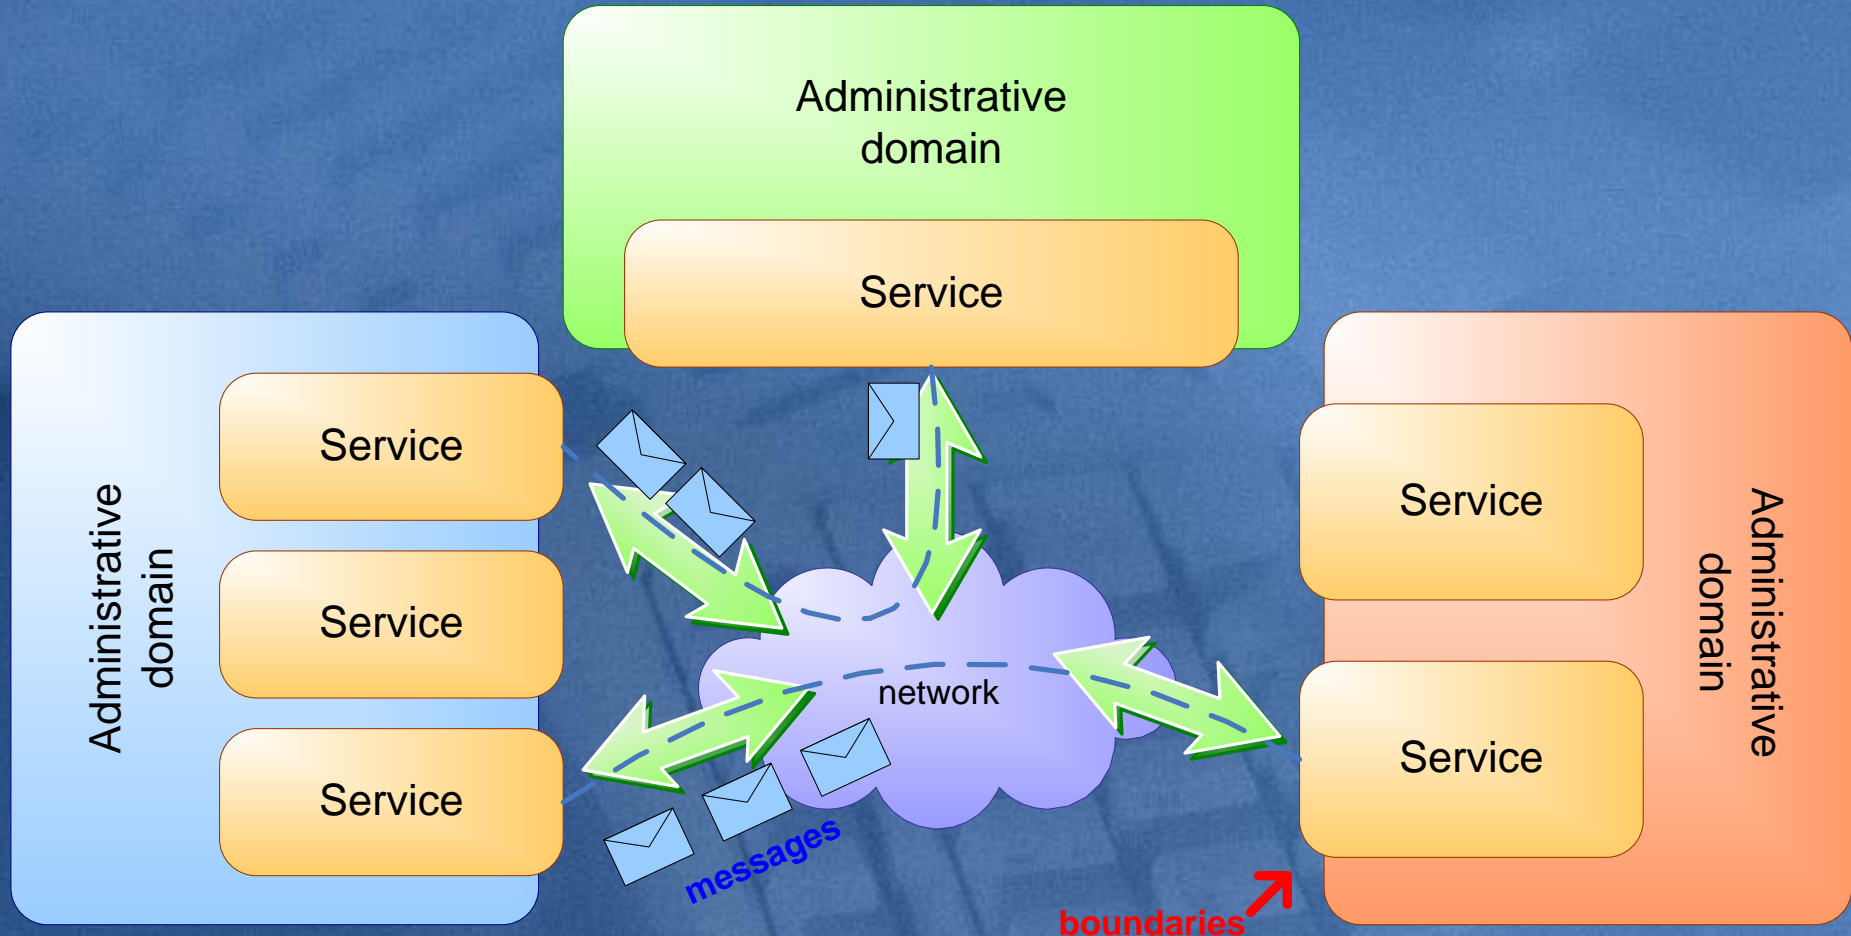 Administrative
domain
Service
Administrative
domain
Service
Service
Service
network
messages
Service
Service
Administrative
domain
boundaries